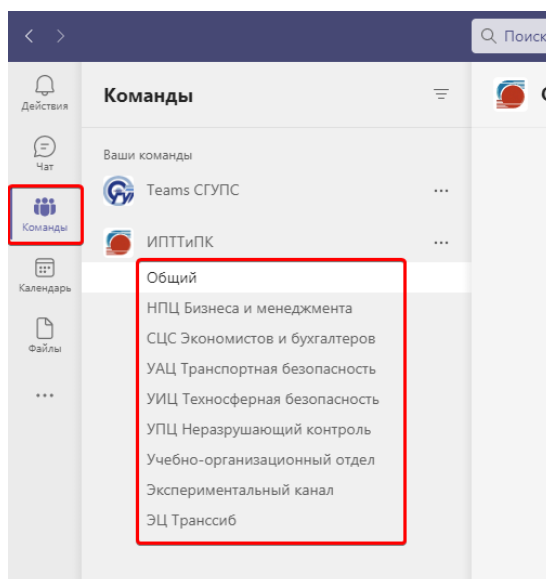 Поиск
Действия
Чат
Команды
Календарь
Файлы
Команды
Ваши команды
Teams СГУПС
ИПТТиПК
Общий
НПЦ Бизнеса и менеджмента
СЦС Экономистов и бухгалтеров
УАЦ Транспортная безопасность
УИЦ Техносферная безопасность
УПЦ Неразрушающий контроль
Учебно-организационный отдел
Экспериментальный канал
ЭЦ Транссиб